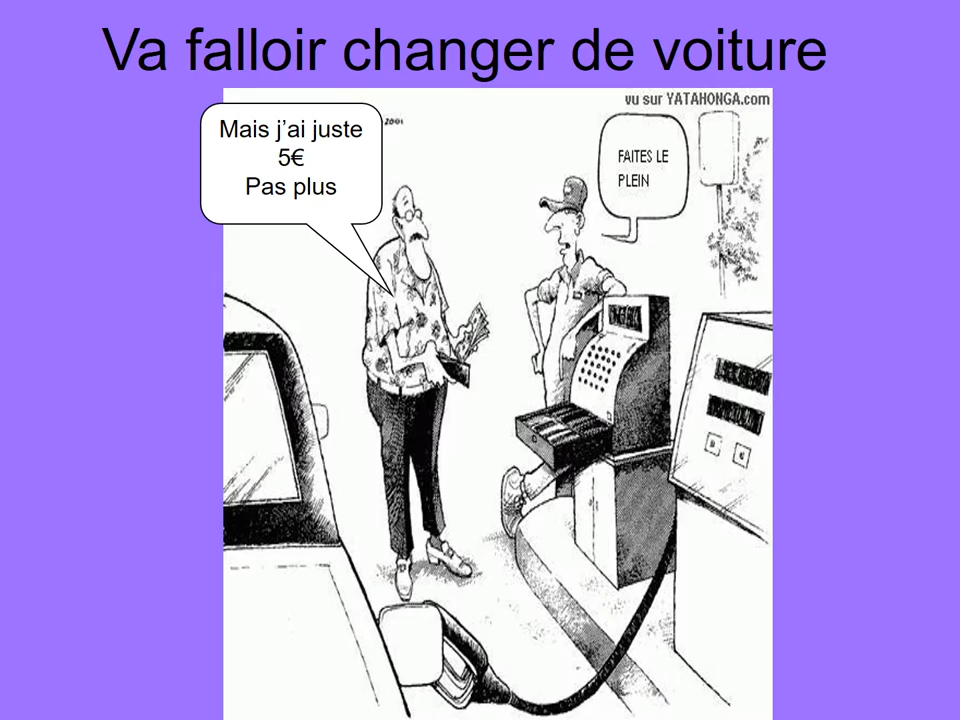 Va falloir changer de voiture
vu sur YATAHONGA.com
Mais j’ai juste
5€
Pas plus
2001
FAITES LE
PLEIN